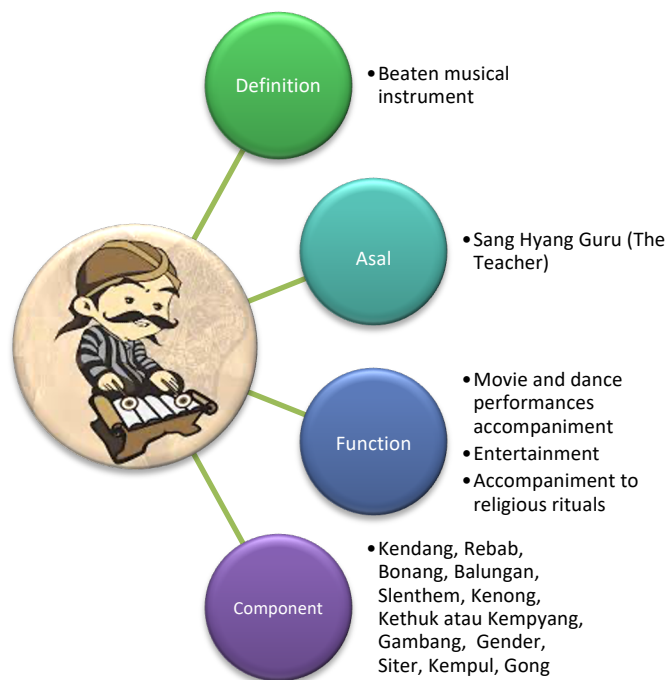 Definition
•Beaten musical
instrument
Asal
•Sang Hyang Guru (The
Teacher)
Function
•Movie and dance
performances
accompaniment
•Entertainment
•Accompaniment to
religious rituals
Component
•Kendang, Rebab,
Bonang, Balungan,
Slenthem, Kenong,
Kethuk atau Kempyang,
Gambang, Gender,
Siter, Kempul, Gong